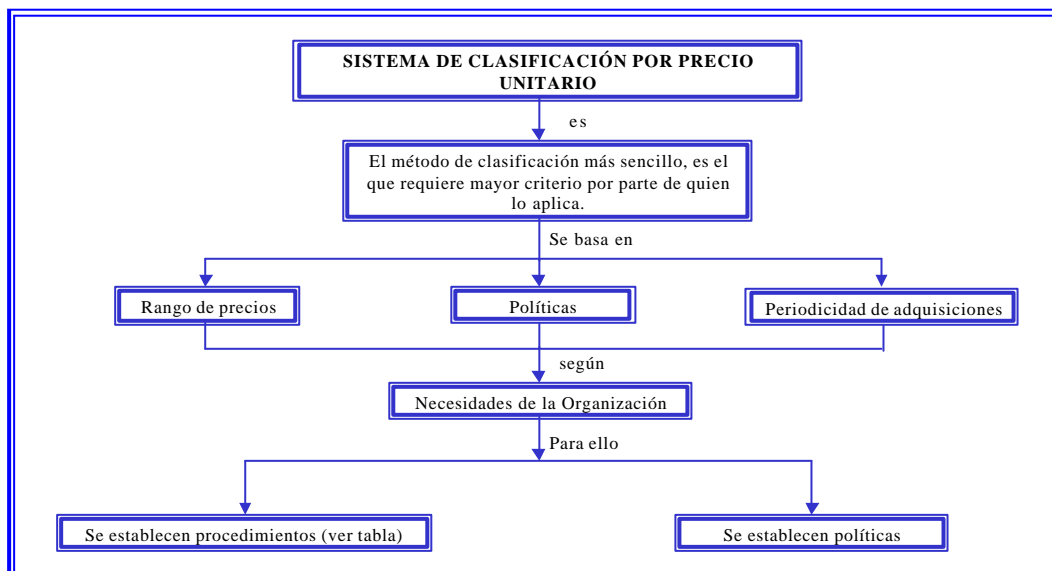 SISTEMA DE CLASIFICACIÓN POR PRECIO
UNITARIO
es
El método de clasificación más sencillo, es el
que requiere mayor criterio por parte de quien
lo aplica.
Se basa en
Rango de precios
Políticas
Periodicidad de adquisiciones
según
Necesidades de la Organización
Para ello
Se establecen procedimientos (ver tabla)
Se establecen políticas